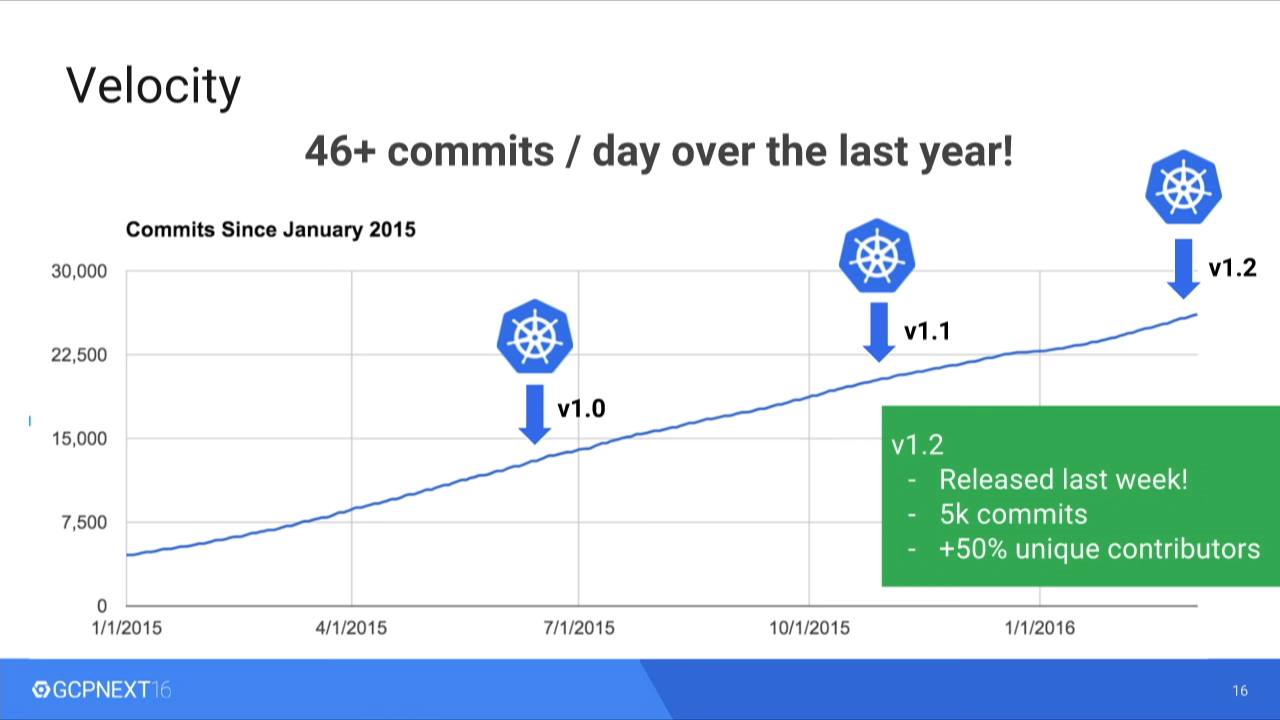 Velocity
46+ commits / day over the last year!
Commits Since January 2015
30,000
22,500
15,000
7,500
0
1/1/2015
4/1/2015
7/1/2015
10/1/2015
1/1/2016
v1.0
v1.1
v1.2
v1.2
- Released last week!
- 5k commits
- +50% unique contributors
GCPNEXT16
16